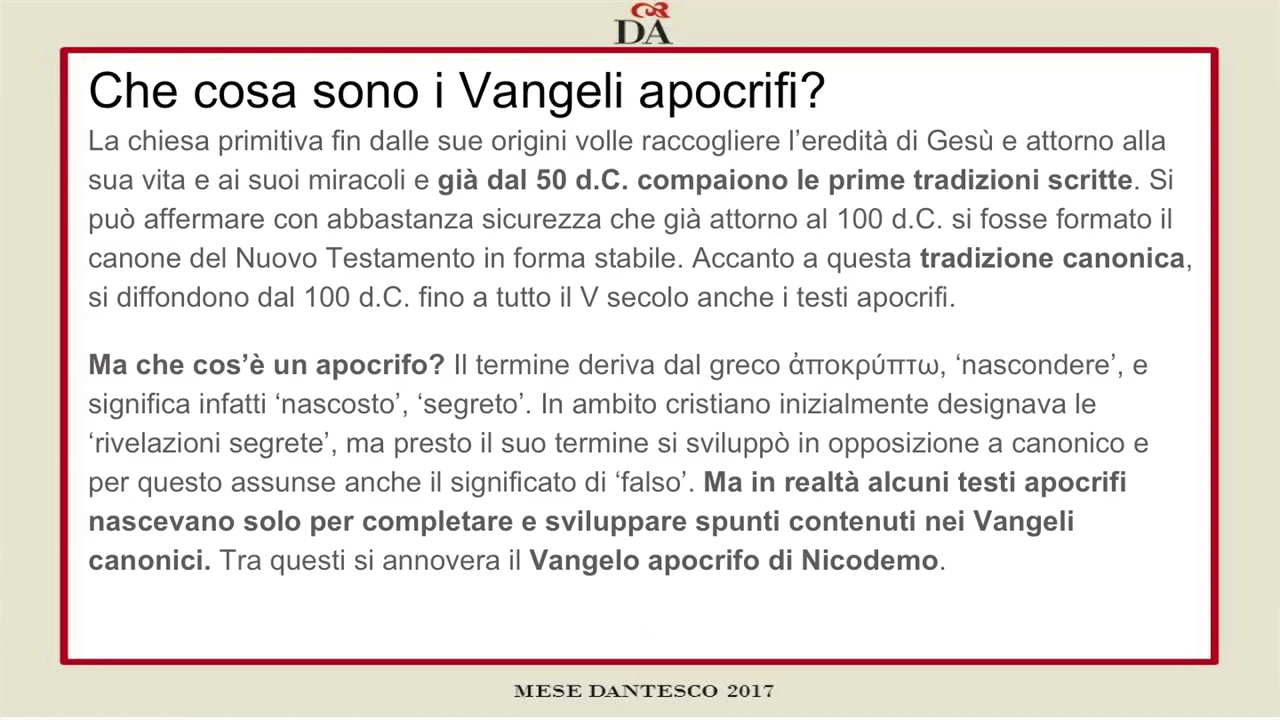 DA
Che cosa sono i Vangeli apocrifi?
La chiesa primitiva fin dalle sue origini volle raccogliere l’eredità di Gesù e attorno alla
sua vita e ai suoi miracoli e già dal 50 d.C. compaiono le prime tradizioni scritte. Si
può affermare con abbastanza sicurezza che già attorno al 100 d.C. si fosse formato il
canone del Nuovo Testamento in forma stabile. Accanto a questa tradizione canonica,
si diffondono dal 100 d.C. fino a tutto il V secolo anche i testi apocrifi.
Ma che cos’è un apocrifo? Il termine deriva dal greco ἀποκρύπτω, ‘nascondere’, e
significa infatti ‘nascosto’, ‘segreto’. In ambito cristiano inizialmente designava le
‘rivelazioni segrete’, ma presto il suo termine si sviluppò in opposizione a canonico e
per questo assunse anche il significato di ‘falso’. Ma in realtà alcuni testi apocrifi
nascevano solo per completare e sviluppare spunti contenuti nei Vangeli
canonici. Tra questi si annovera il Vangelo apocrifo di Nicodemo.
MESE DANTESCO 2017